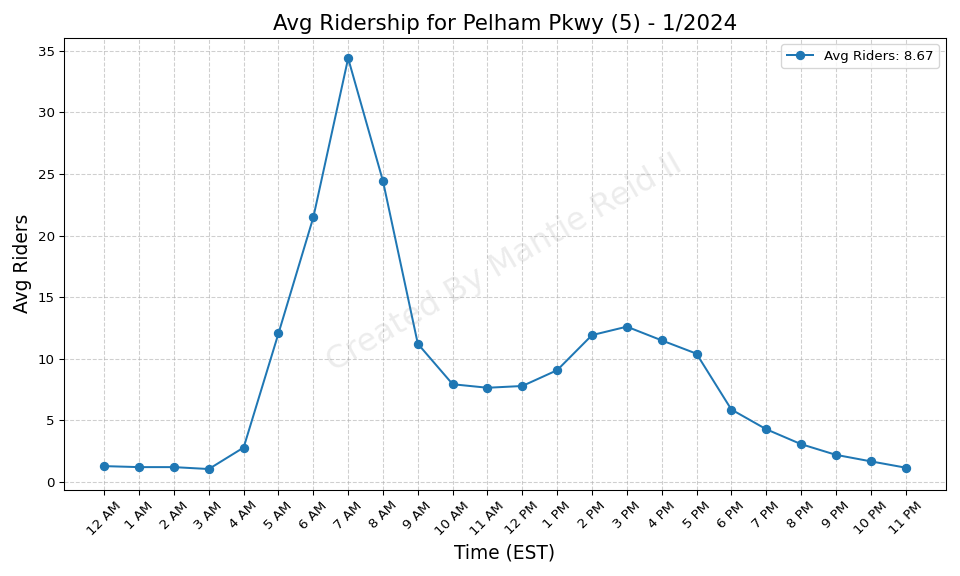 Avg Ridership for Pelham Pkwy (5) - 1/2024
Avg Riders: 8.67
35
30
25
20
15
10
5
0
Avg Riders
Created By Mantie Reid II
12 AM 1 AM 2 AM 3 AM 4 AM 5 AM 6 AM 7 AM 8 AM 9 AM 10 AM 11 AM 12 PM 1 PM 2 PM 3 PM 4 PM 5 PM 6 PM 7 PM 8 PM 9 PM 10 PM 11 PM
Time (EST)